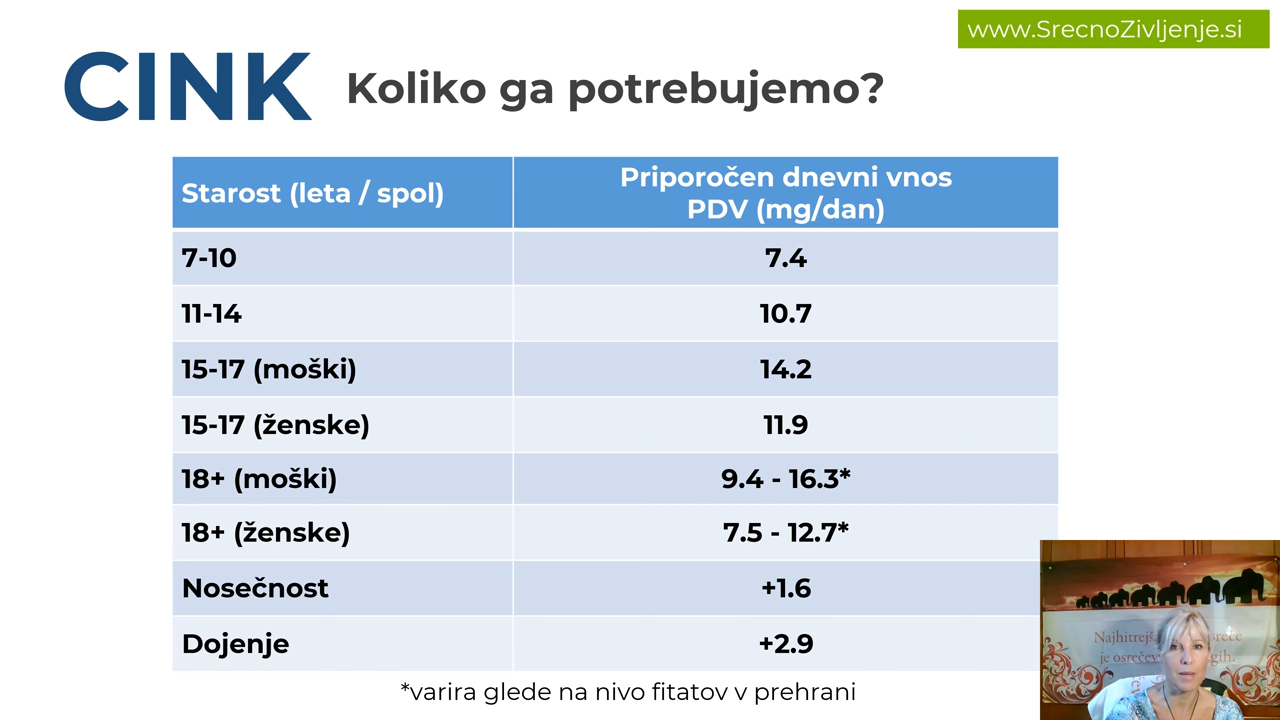 www.SrecnoZivljenje.si
CINK Koliko ga potrebujemo?
Starost (leta / spol)
Priporočen dnevni vnos
PDV (mg/dan)
7-10 7.4
11-14 10.7
15-17 (moški) 14.2
15-17 (ženske) 11.9
18+ (moški) 9.4 - 16.3*
18+ (ženske) 7.5 - 12.7*
Nosečnost +1.6
Dojenje +2.9
*varira glede na nivo fitatov v prehrani